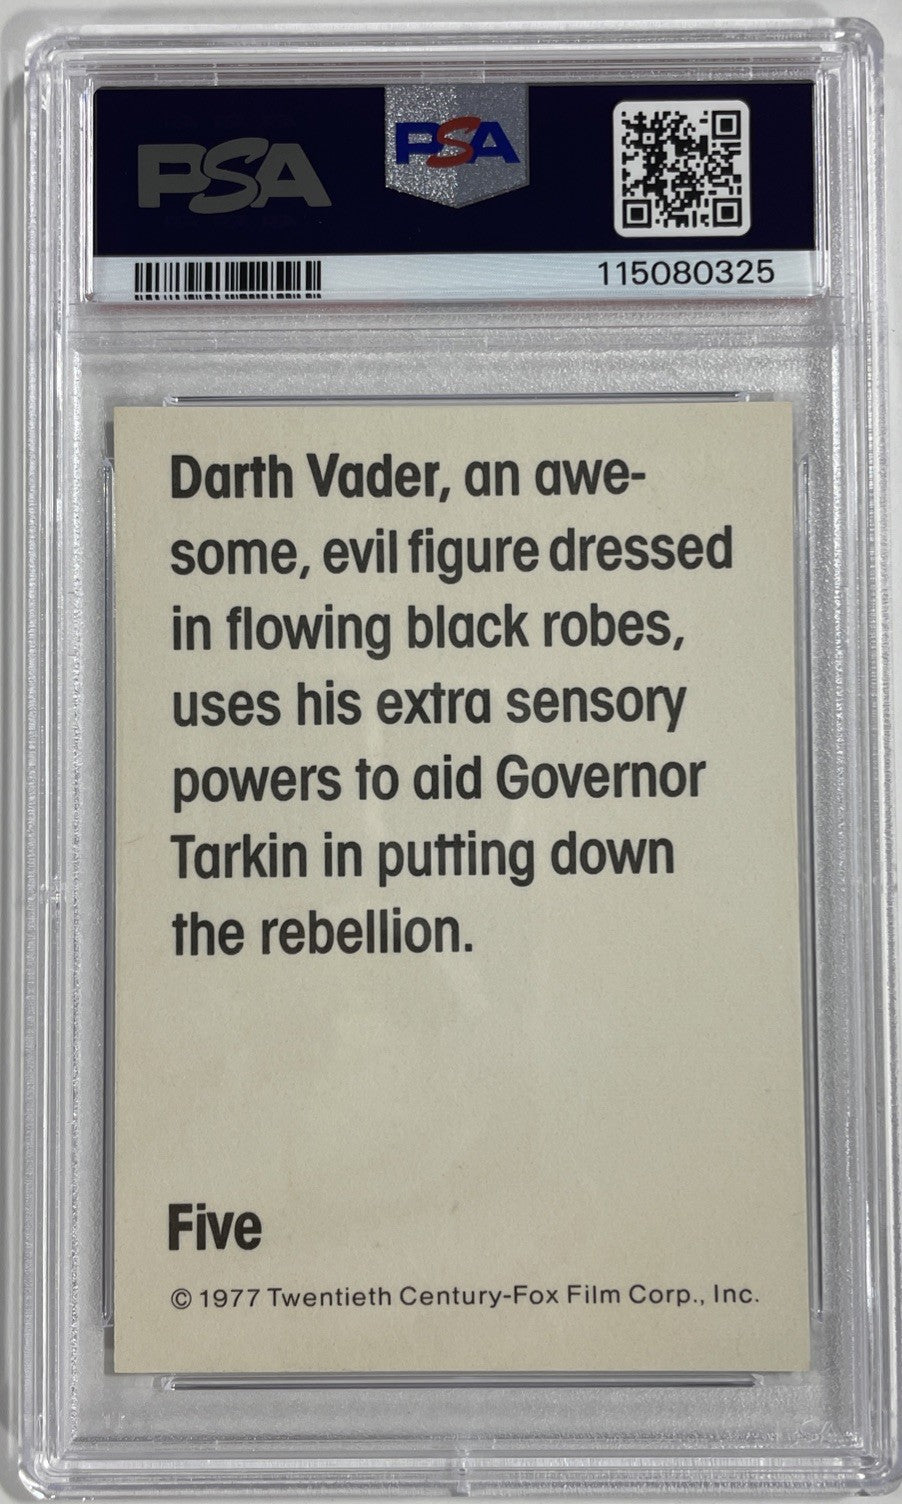 PSA
PSA
115080325
Darth Vader, an awe-
some, evil figure dressed
in flowing black robes,
uses his extra sensory
powers to aid Governor
Tarkin in putting down
the rebellion.
Five
© 1977 Twentieth Century-Fox Film Corp., Inc.